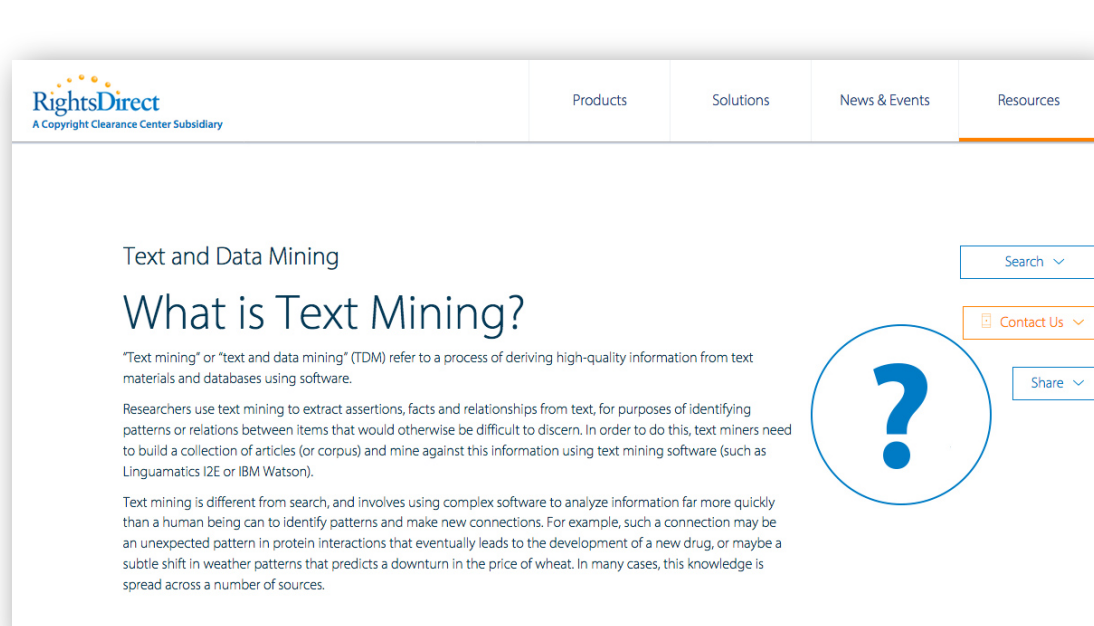 RightsDirect
A Copyright Clearance Center Subsidiary
Products
Solutions
News & Events
Resources
Text and Data Mining
Search
What is Text Mining?
Contact Us
"Text mining" or "text and data mining" (TDM) refer to a process of deriving high-quality information from text
materials and databases using software.
Share
Researchers use text mining to extract assertions, facts and relationships from text, for purposes of identifying
patterns or relations between items that would otherwise be difficult to discern. In order to do this, text miners need
to build a collection of articles (or corpus) and mine against this information using text mining software (such as
Linguamatics I2E or IBM Watson).
?
Text mining is different from search, and involves using complex software to analyze information far more quickly
than a human being can to identify patterns and make new connections. For example, such a connection may be
an unexpected pattern in protein interactions that eventually leads to the development of a new drug, or maybe a
subtle shift in weather patterns that predicts a downturn in the price of wheat. In many cases, this knowledge is
spread across a number of sources.